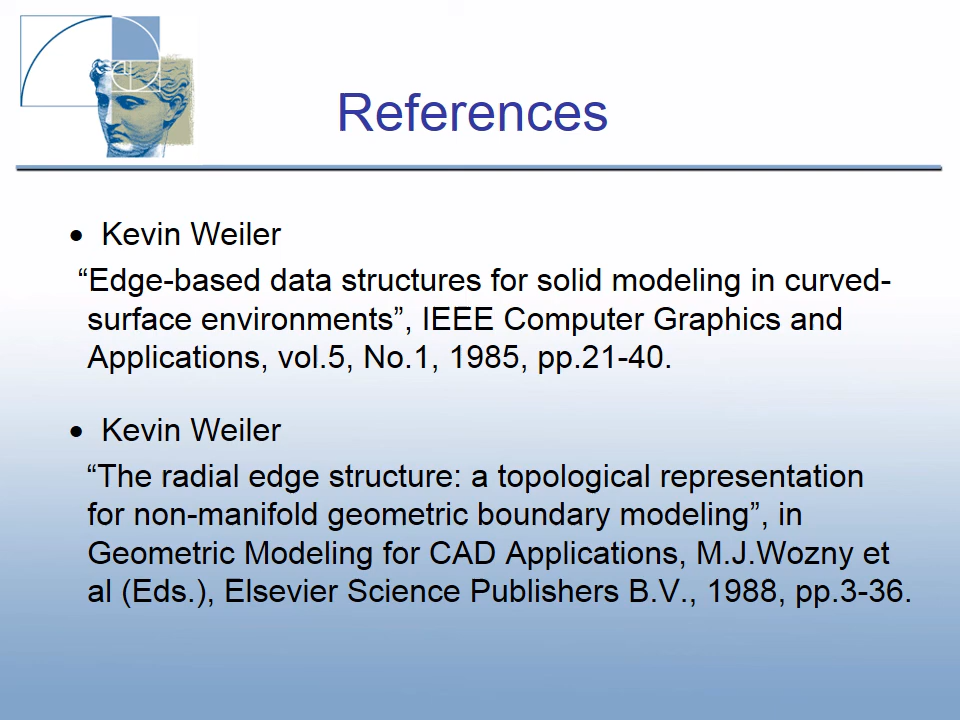 References
• Kevin Weiler
“Edge-based data structures for solid modeling in curved-
surface environments”, IEEE Computer Graphics and
Applications, vol.5, No.1, 1985, pp.21-40.
• Kevin Weiler
“The radial edge structure: a topological representation
for non-manifold geometric boundary modeling”, in
Geometric Modeling for CAD Applications, M.J.Wozny et
al (Eds.), Elsevier Science Publishers B.V., 1988, pp.3-36.